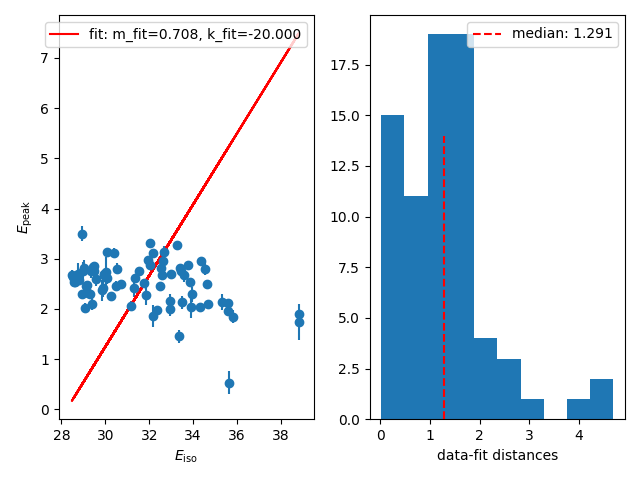 fit: m_fit=0.708, k_fit=-20.000
median: 1.291
7
6
5
4
3
2
1
0
E_peak
28 30 32 34 36 38
E_iso
17.5
15.0
12.5
10.0
7.5
5.0
2.5
0.0
0 1 2 3 4
data-fit distances